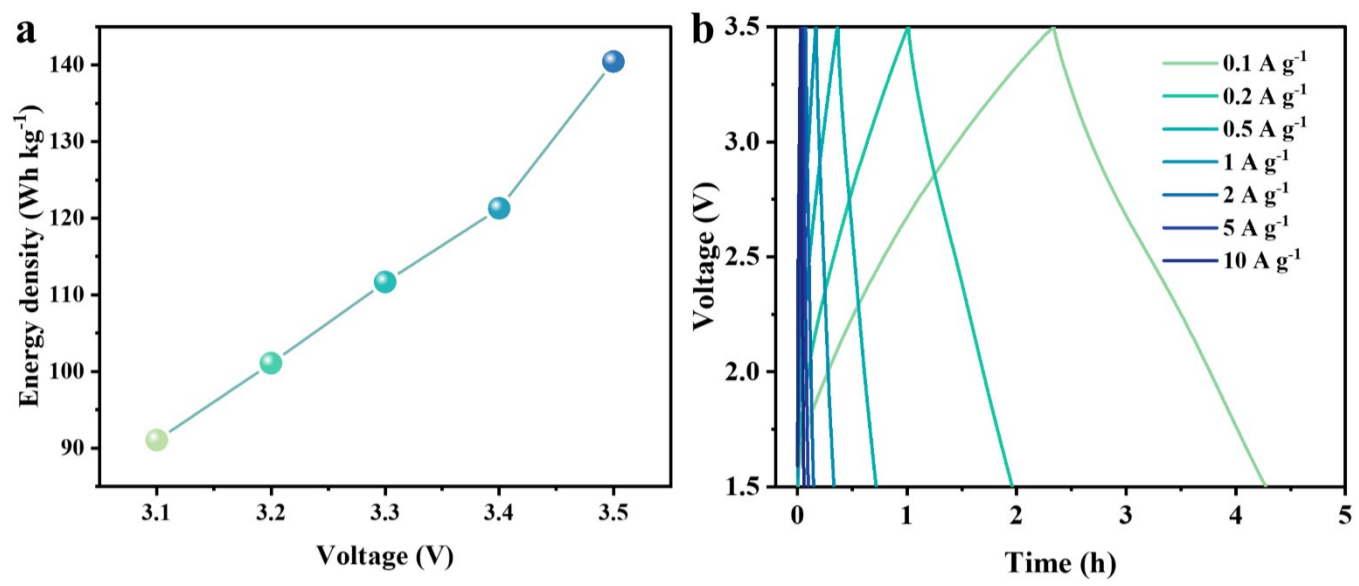 a
Energy density (Wh kg⁻¹)
140
130
120
110
100
90
3.1 3.2 3.3 3.4 3.5
Voltage (V)
b
Voltage (V)
3.5
3.0
2.5
2.0
1.5
0.1 A g⁻¹
0.2 A g⁻¹
0.5 A g⁻¹
1 A g⁻¹
2 A g⁻¹
5 A g⁻¹
10 A g⁻¹
0 1 2 3 4 5
Time (h)